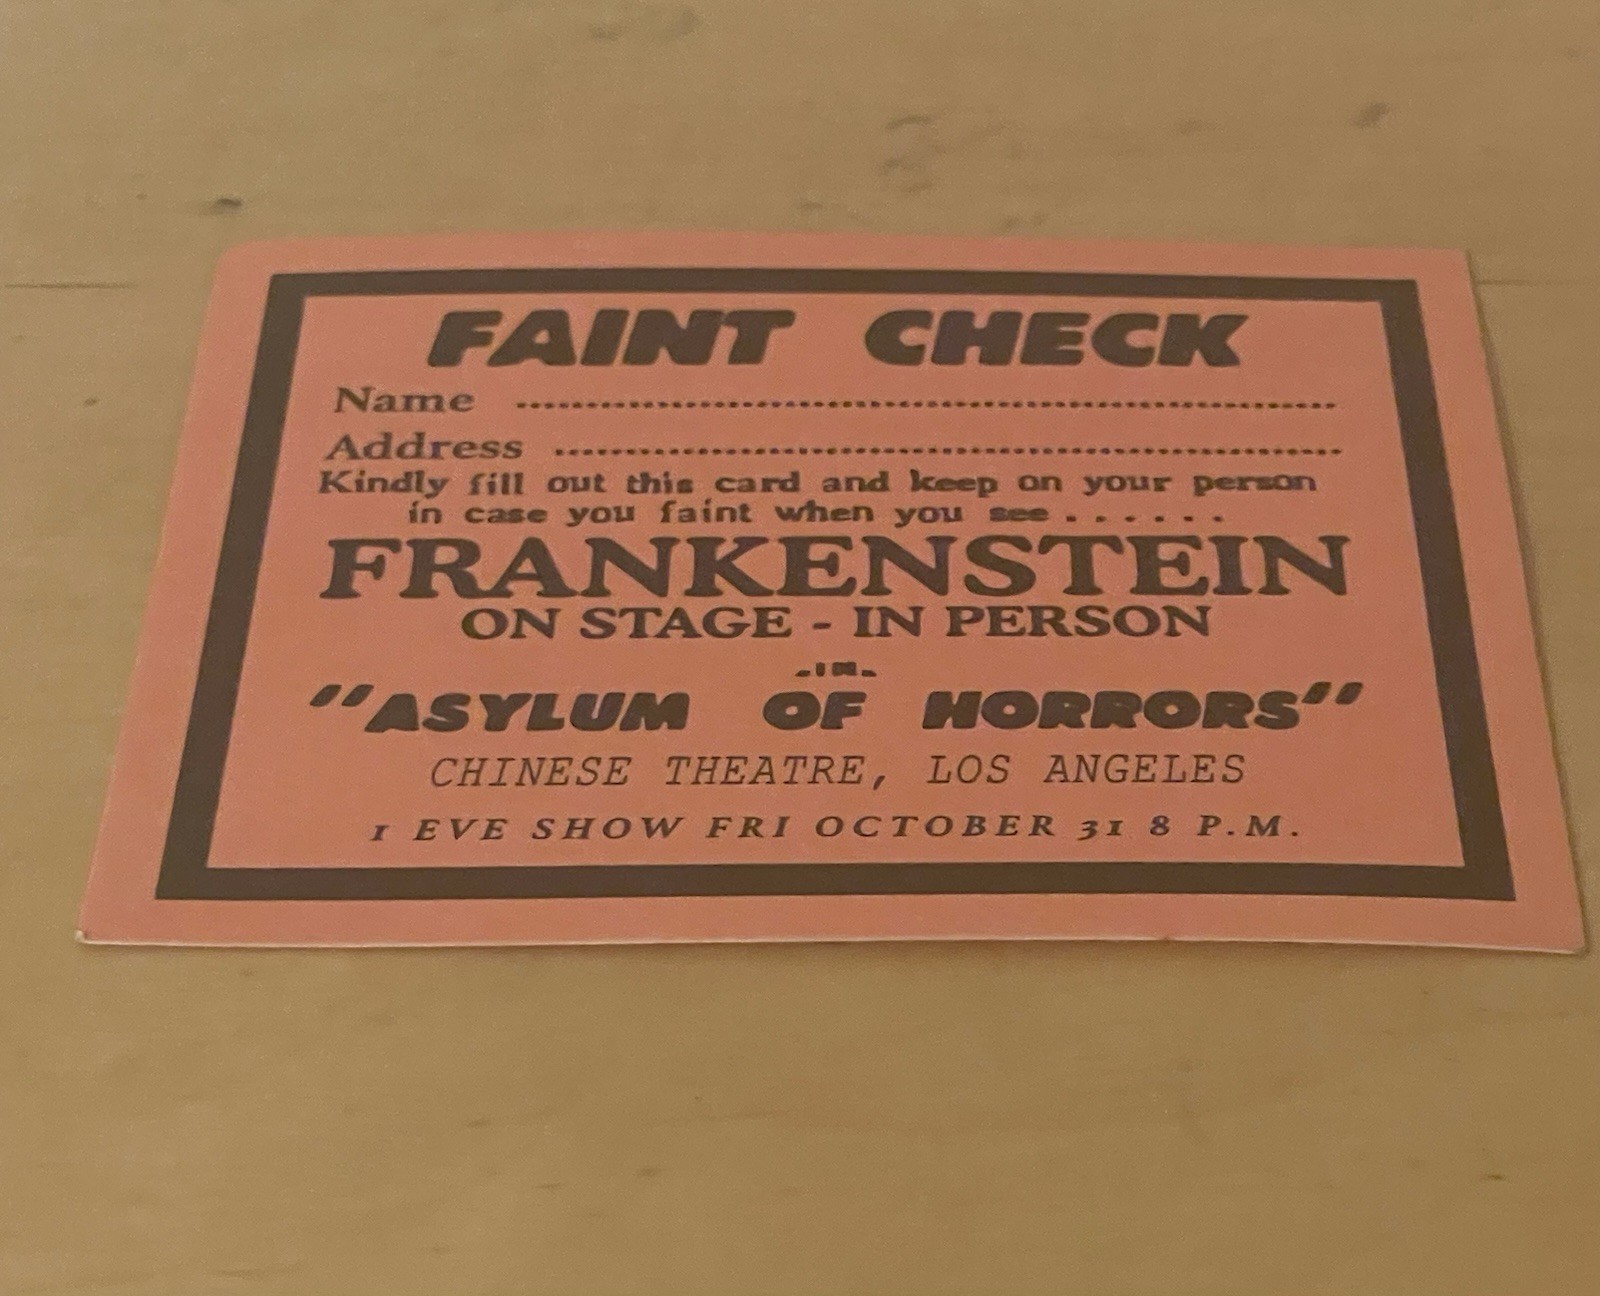 FAINT CHECK
Name ........................................
Address ........................................
Kindly fill out this card and keep on your person
in case you faint when you see . . . . . .
FRANKENSTEIN
ON STAGE - IN PERSON
-IN-
"ASYLUM OF HORRORS"
CHINESE THEATRE, LOS ANGELES
1 EVE SHOW FRI OCTOBER 31 8 P.M.